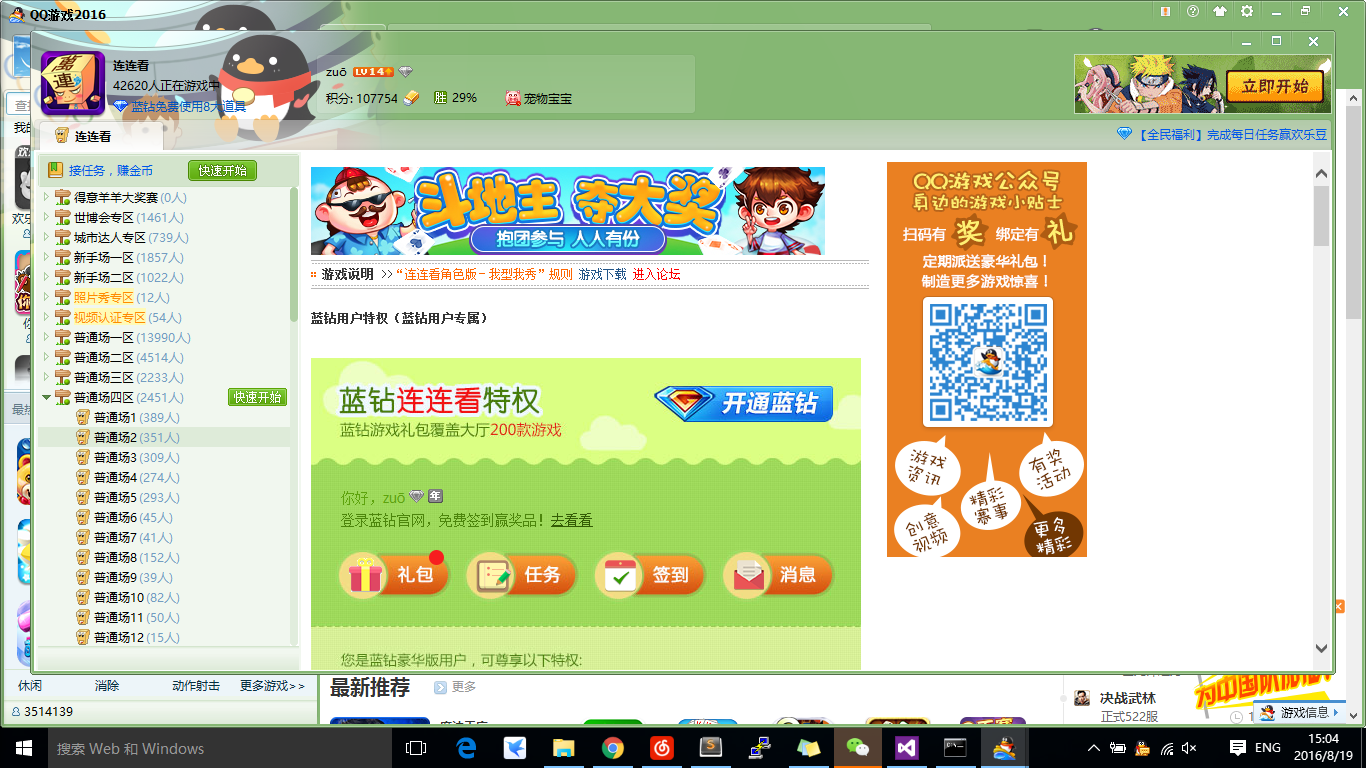 QQ游戏2016
连连看
42620人正在游戏中
蓝钻免费使用8大道具
zuō LV14
积分: 107754 胜 29% 宠物宝宝
立即开始
连连看
【全民福利】完成每日任务赢欢乐豆
接任务，赚金币 快速开始
得意羊羊大奖赛 (0人)
世博会专区 (1461人)
城市达人专区 (739人)
新手场一区 (1857人)
新手场二区 (1022人)
照片秀专区 (12人)
视频认证专区 (54人)
普通场一区 (13990人)
普通场二区 (4514人)
普通场三区 (2233人)
普通场四区 (2451人) 快速开始
普通场1 (389人)
普通场2 (351人)
普通场3 (309人)
普通场4 (274人)
普通场5 (293人)
普通场6 (45人)
普通场7 (41人)
普通场8 (152人)
普通场9 (39人)
普通场10 (82人)
普通场11 (50人)
普通场12 (15人)
斗地主 夺大奖
抱团参与 人人有份
游戏说明 >> “连连看角色版－我型我秀”规则 游戏下载 进入论坛
蓝钻用户特权（蓝钻用户专属）
蓝钻连连看特权
蓝钻游戏礼包覆盖大厅200款游戏
开通蓝钻
你好，zuō 年
登录蓝钻官网，免费签到赢奖品！去看看
礼包 任务 签到 消息
您是蓝钻豪华版用户，可尊享以下特权:
QQ游戏公众号
身边的游戏小贴士
扫码有 奖 绑定有 礼
定期派送豪华礼包！
制造更多游戏惊喜！
游戏资讯
有奖活动
精彩赛事
创意视频
更多精彩
休闲 消除 动作射击 更多游戏>>
3514139
最新推荐 更多
决战武林
正式522服
游戏信息
搜索 Web 和 Windows
ENG
15:04
2016/8/19